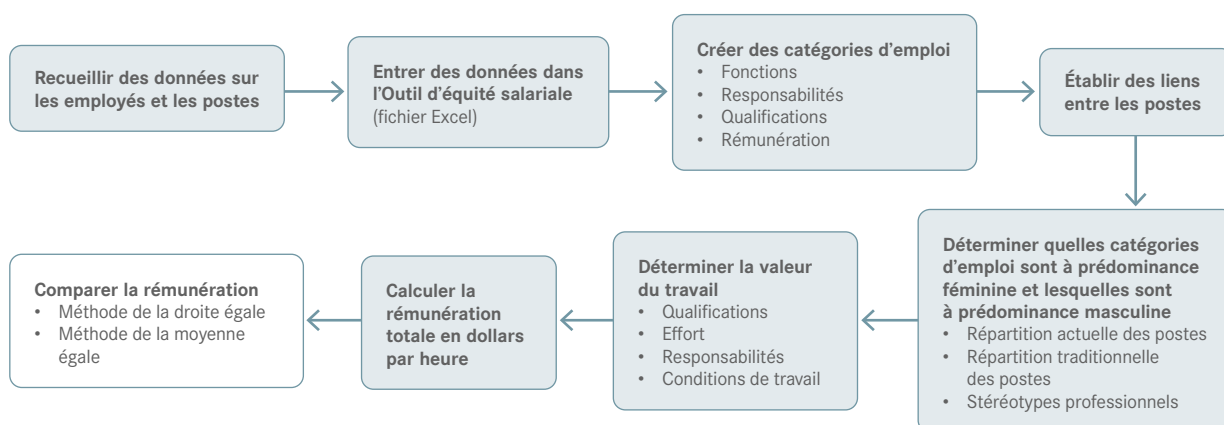 Recueillir des données sur
les employés et les postes
Entrer des données dans
l’Outil d’équité salariale
(fichier Excel)
Créer des catégories d’emploi
• Fonctions
• Responsabilités
• Qualifications
• Rémunération
Établir des liens
entre les postes
Déterminer quelles catégories
d’emploi sont à prédominance
féminine et lesquelles sont
à prédominance masculine
• Répartition actuelle des postes
• Répartition traditionnelle
des postes
• Stéréotypes professionnels
Déterminer la valeur
du travail
• Qualifications
• Effort
• Responsabilités
• Conditions de travail
Calculer la
rémunération
totale en dollars
par heure
Comparer la rémunération
• Méthode de la droite égale
• Méthode de la moyenne
égale